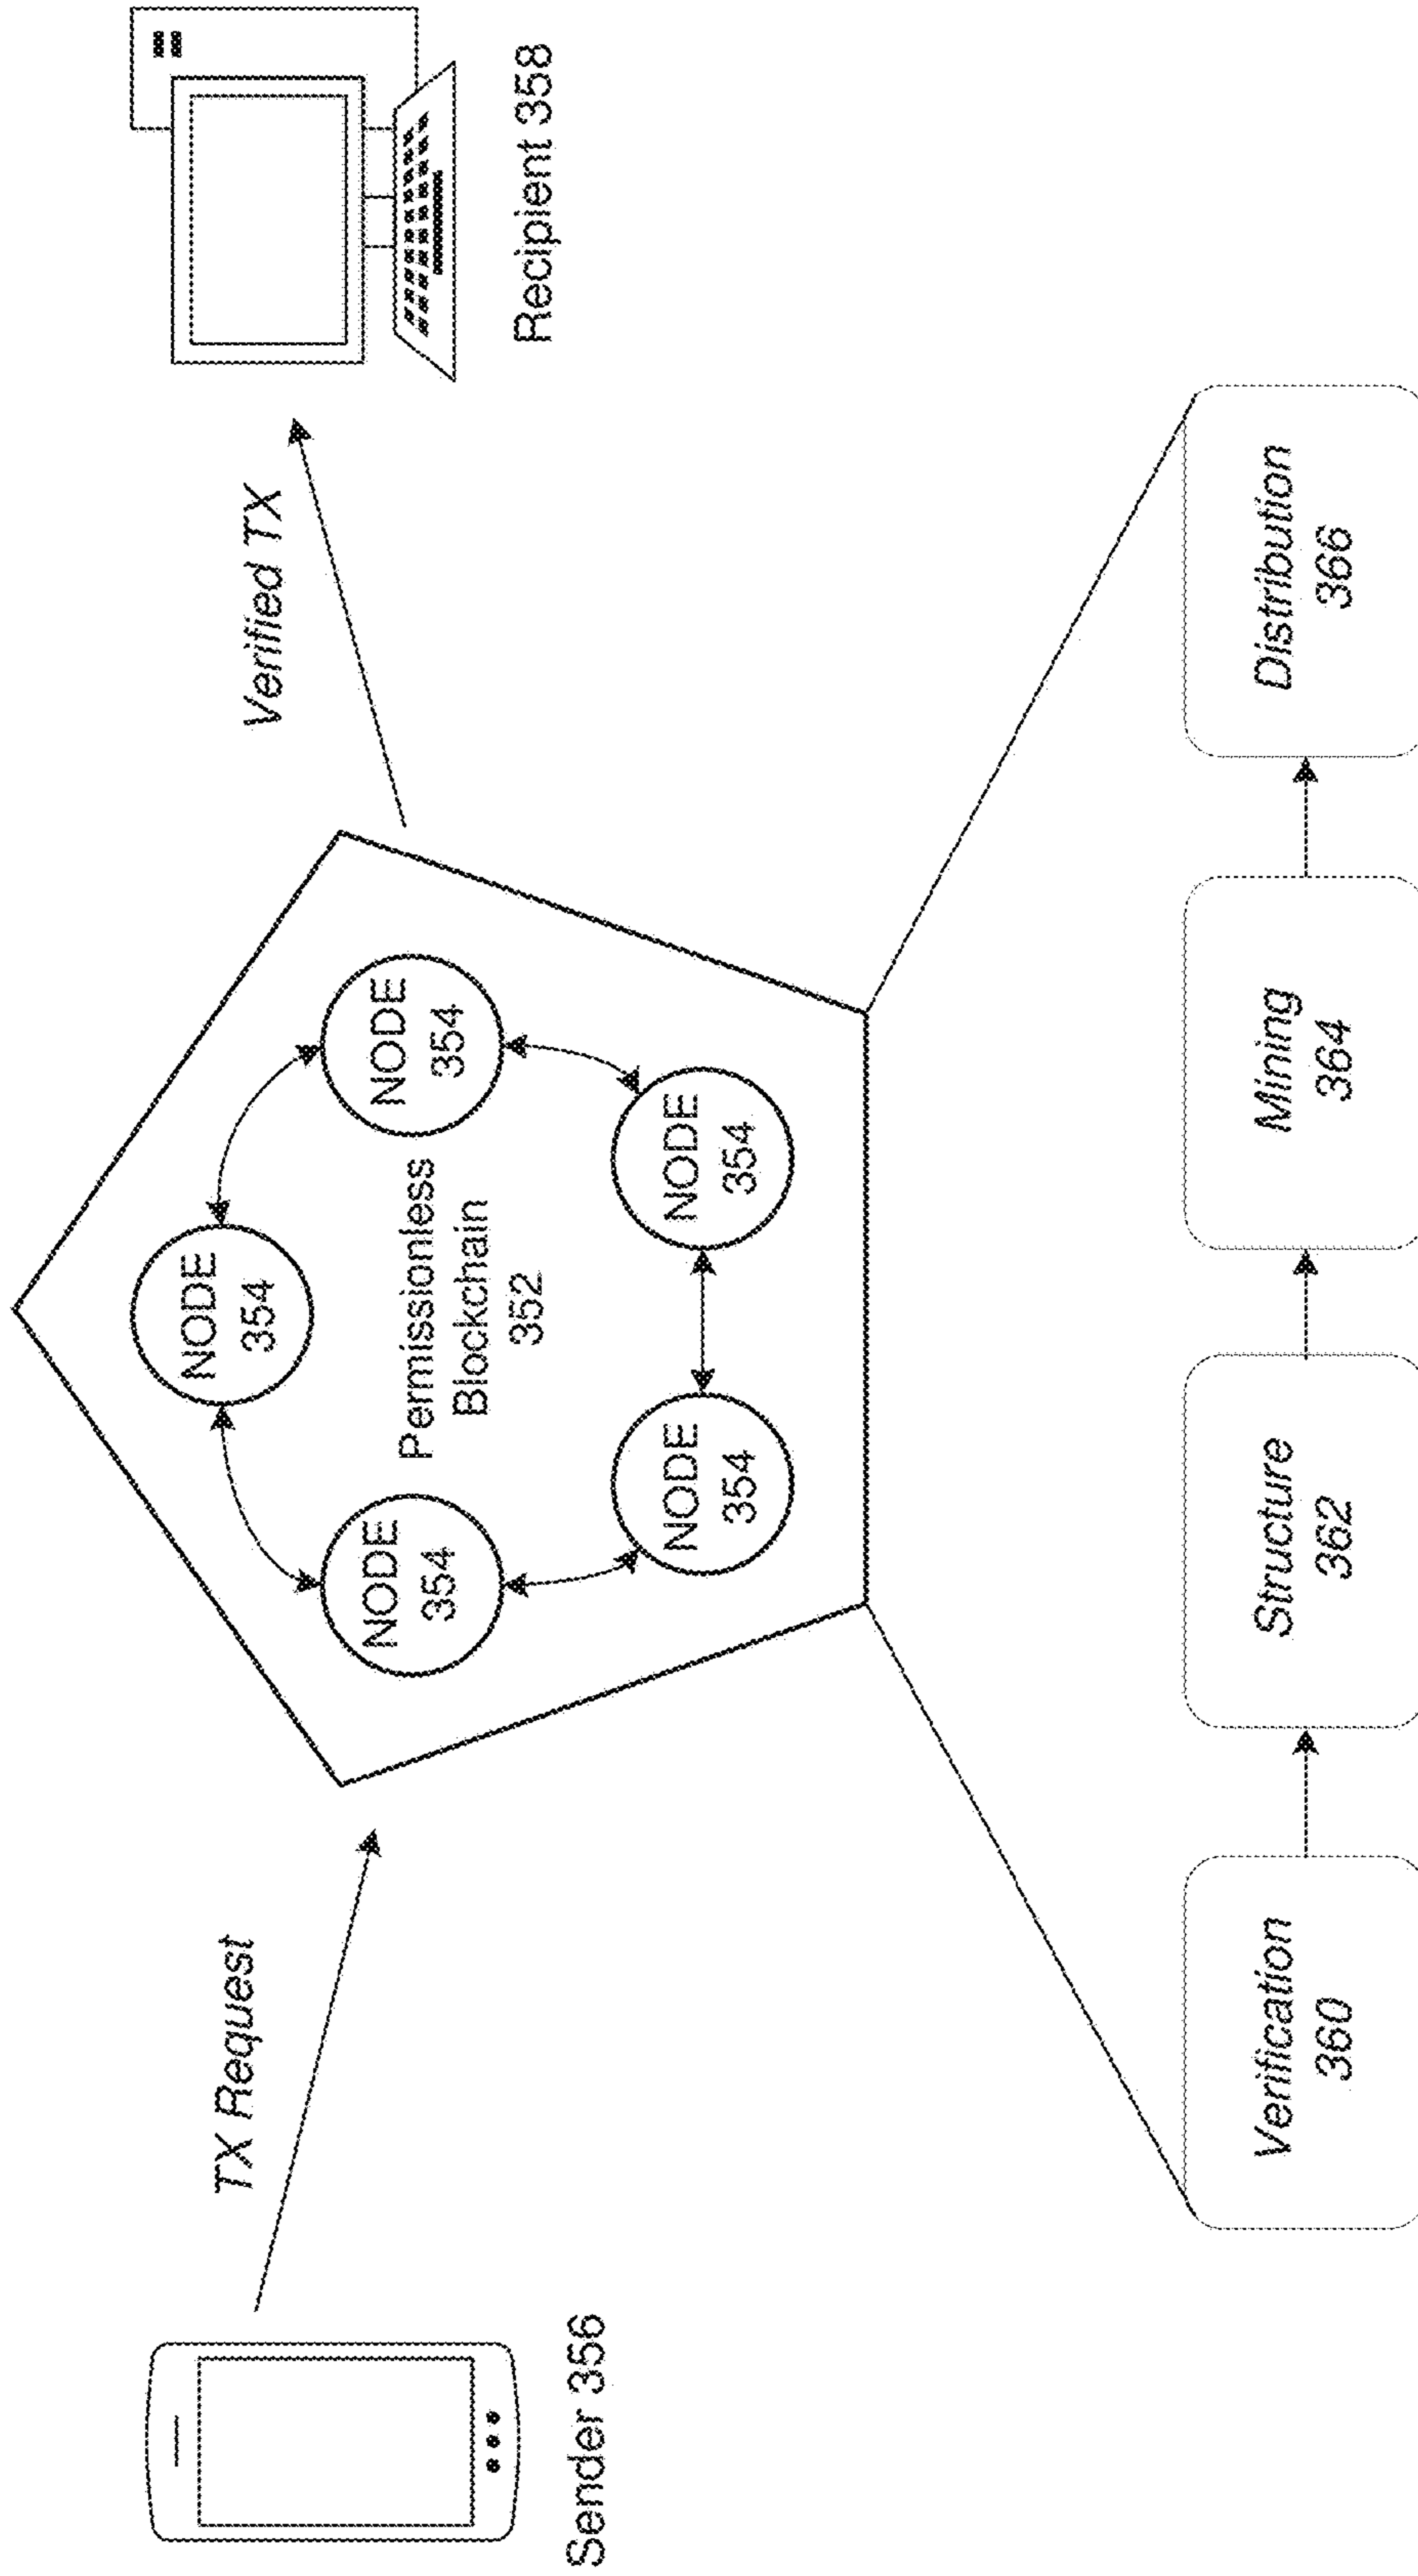 TX Request
Verified TX
Sender 356
Recipient 358
NODE
354
NODE
354
NODE
354
Permissionless
Blockchain
352
NODE
354
NODE
354
Verification
360
Structure
362
Mining
364
Distribution
366